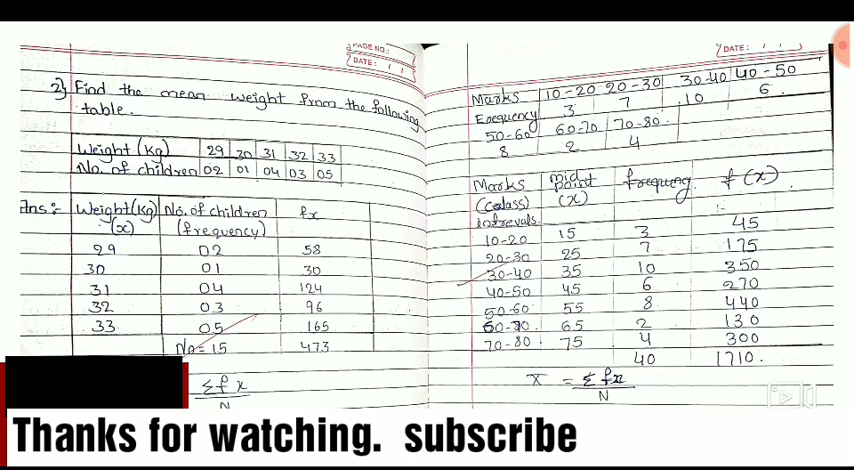 PAGE NO.:
DATE: / /
2) Find the mean weight from the following
table.
Weight (Kg) 29 30 31 32 33
No. of children 02 01 04 03 05
Ans:- Weight(Kg) No. of children fx
(x) (frequency)
29 02 58
30 01 30
31 04 124
32 03 96
33 05 165
No = 15 473
Σf x
N
DATE: / /
Marks 10-20 20-30 30-40 40-50
Enequency 3 7 10 6
50-60 60-70 70-80
8 2 4
Marks mid frequeng. f(x)
(class) point
intrevals (x)
10-20 15 3 45
20-30 25 7 175
30-40 35 10 350
40-50 45 6 270
50-60 55 8 440
60-70 65 2 130
70-80 75 4 300
40 1710.
x̄ = Σfx
N
Thanks for watching. subscribe